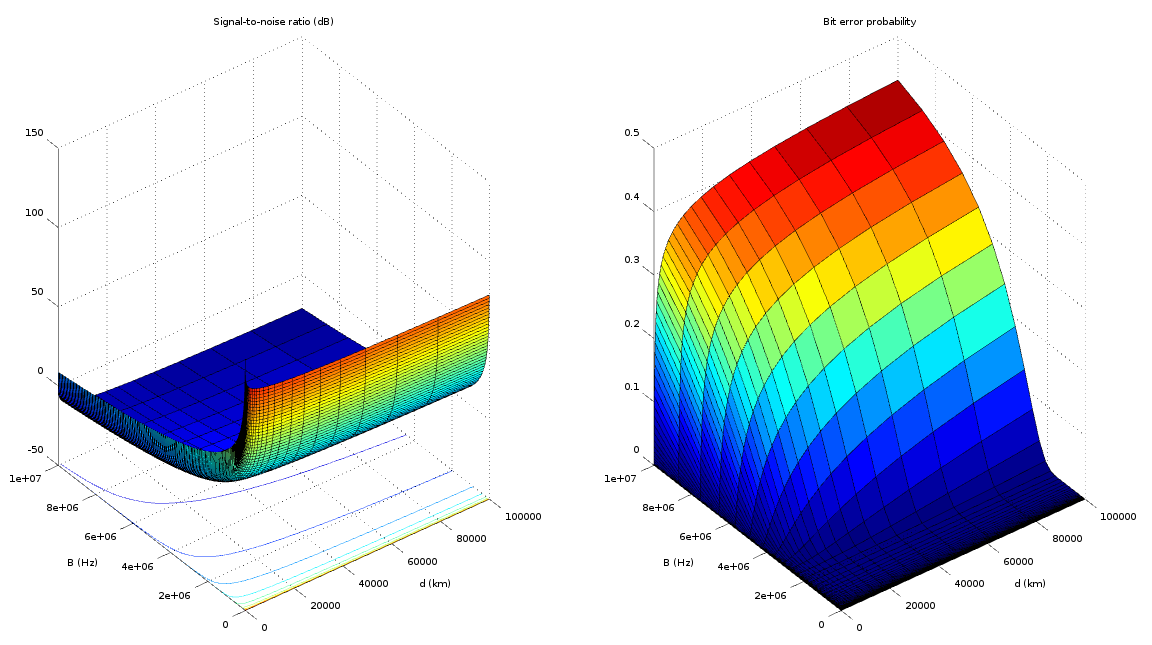 Signal-to-noise ratio (dB)
150
100
50
0
-50
1e+07
8e+06
6e+06
4e+06
2e+06
0
B (Hz)
0
20000
40000
60000
80000
100000
d (km)
Bit error probability
0.5
0.4
0.3
0.2
0.1
0
1e+07
8e+06
6e+06
4e+06
2e+06
0
B (Hz)
0
20000
40000
60000
80000
100000
d (km)